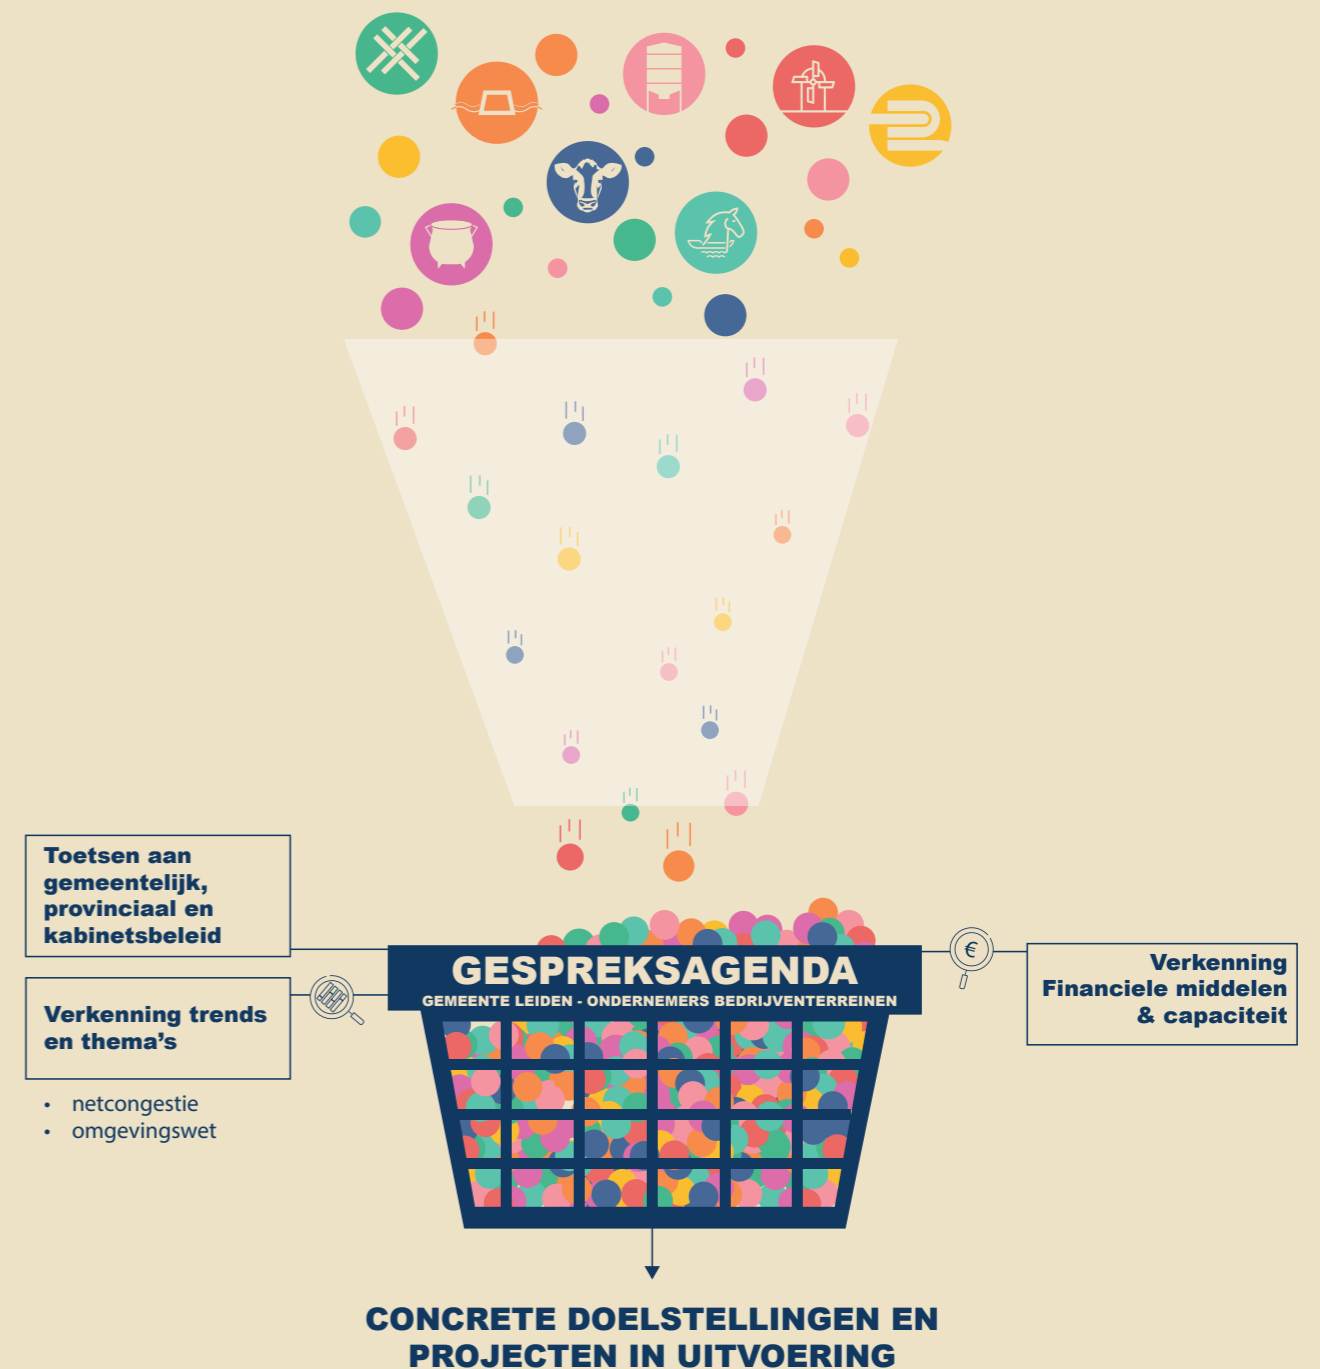 Toetsen aan
gemeentelijk,
provinciaal en
kabinetsbeleid
Verkenning trends
en thema's
• netcongestie
• omgevingswet
GESPREKSAGENDA
GEMEENTE LEIDEN - ONDERNEMERS BEDRIJVENTERREINEN
€
Verkenning
Financiele middelen
& capaciteit
CONCRETE DOELSTELLINGEN EN
PROJECTEN IN UITVOERING